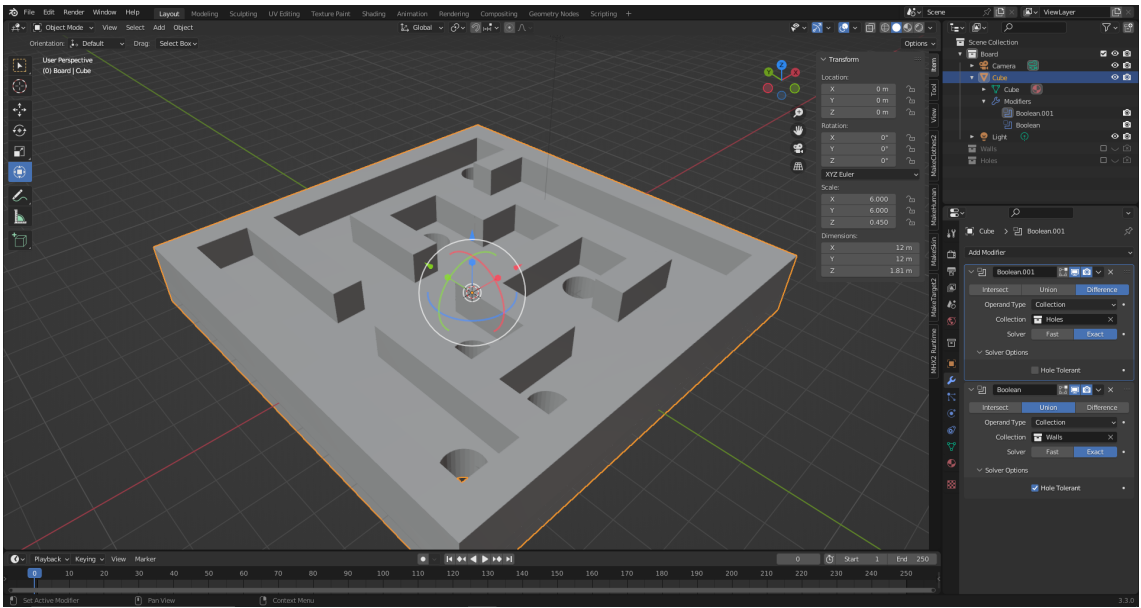 File Edit Render Window Help Layout Modeling Sculpting UV Editing Texture Paint Shading Animation Rendering Compositing Geometry Nodes Scripting + Scene ViewLayer
Object Mode View Select Add Object Global
Orientation: Default Drag: Select Box Options
User Perspective
(0) Board | Cube
Transform
Location:
X 0 m
Y 0 m
Z 0 m
Rotation:
X 0°
Y 0°
Z 0°
XYZ Euler
Scale:
X 6.000
Y 6.000
Z 0.450
Dimensions:
X 12 m
Y 12 m
Z 1.81 m
Item
Tool
View
MakeClothes2
MakeHuman
MakeSkin
MakeTarget2
MHX2 Runtime
Scene Collection
Board
Camera
Cube
Cube
Modifiers
Boolean.001
Boolean
Light
Walls
Holes
Cube > Boolean.001
Add Modifier
Boolean.001
Intersect Union Difference
Operand Type Collection
Collection Holes
Solver Fast Exact
Solver Options
Hole Tolerant
Boolean
Intersect Union Difference
Operand Type Collection
Collection Walls
Solver Fast Exact
Solver Options
Hole Tolerant
Playback Keying View Marker 0 Start 1 End 250
0 10 20 30 40 50 60 70 80 90 100 110 120 130 140 150 160 170 180 190 200 210 220 230 240 250
Set Active Modifier Pan View Context Menu 3.3.0